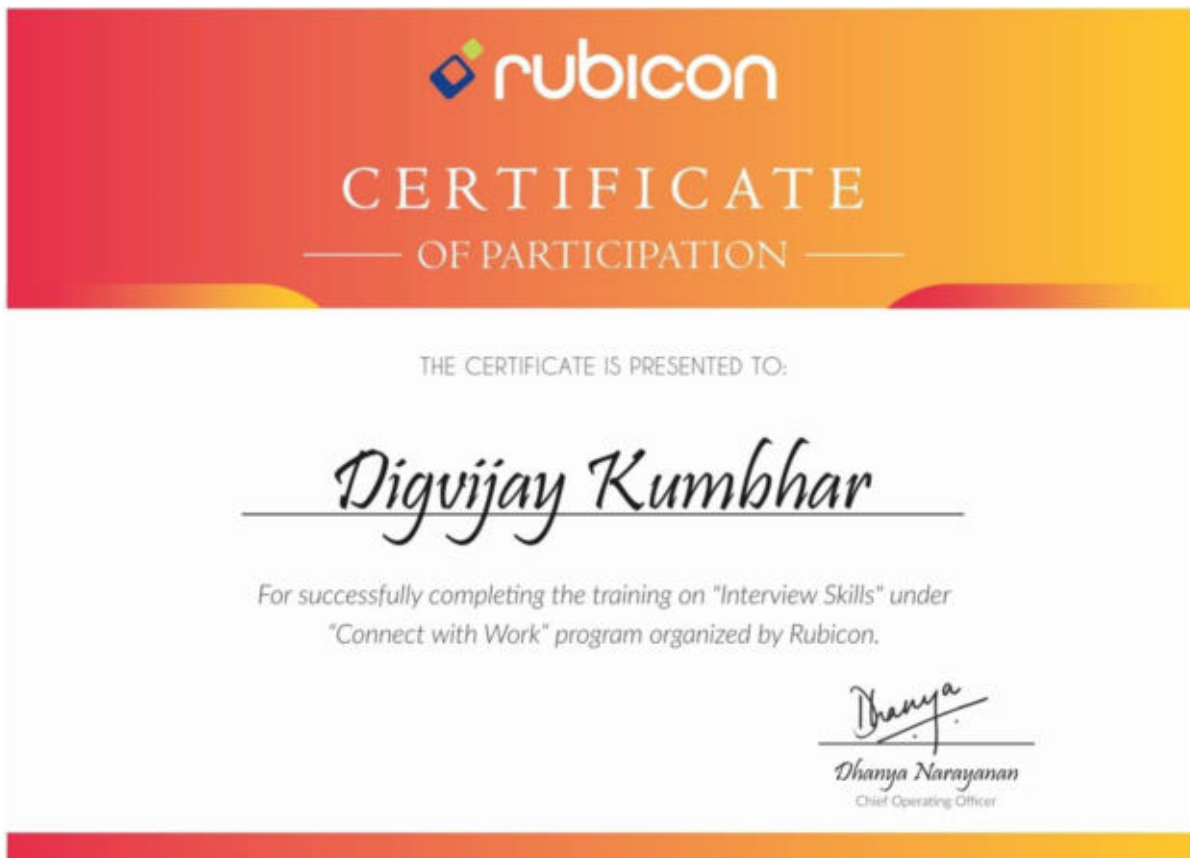 rubicon
CERTIFICATE
OF PARTICIPATION
THE CERTIFICATE IS PRESENTED TO:
Digvijay Kumbhar
For successfully completing the training on "Interview Skills" under
"Connect with Work" program organized by Rubicon.
Dhanya
Dhanya Narayanan
Chief Operating Officer